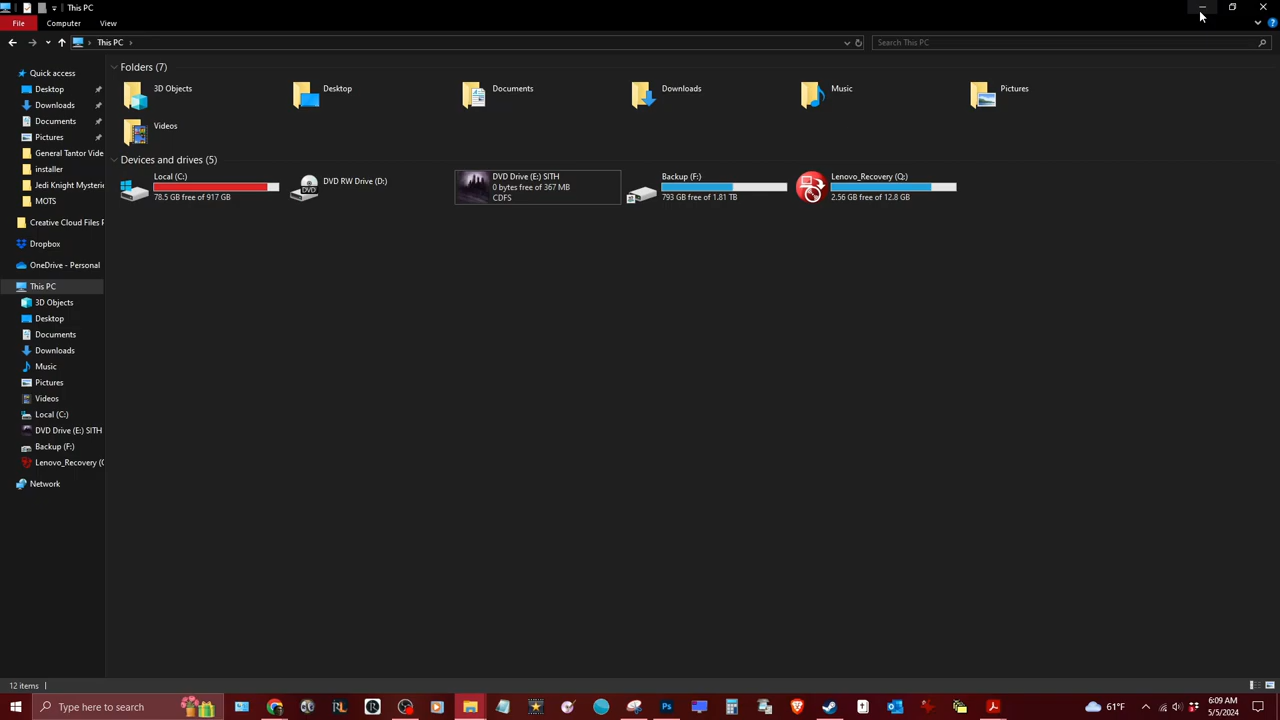 This PC
File Computer View
This PC
Search This PC
Quick access
Desktop
Downloads
Documents
Pictures
General Tantor Vide
installer
Jedi Knight Mysterie
MOTS
Creative Cloud Files P
Dropbox
OneDrive - Personal
This PC
3D Objects
Desktop
Documents
Downloads
Music
Pictures
Videos
Local (C:)
DVD Drive (E:) SITH
Backup (F:)
Lenovo_Recovery (Q
Network
Folders (7)
3D Objects
Desktop
Documents
Downloads
Music
Pictures
Videos
Devices and drives (5)
Local (C:)
78.5 GB free of 917 GB
DVD RW Drive (D:)
DVD
DVD Drive (E:) SITH
0 bytes free of 367 MB
CDFS
Backup (F:)
793 GB free of 1.81 TB
Lenovo_Recovery (Q:)
2.56 GB free of 12.8 GB
12 items
Type here to search
61°F
6:09 AM
5/5/2024